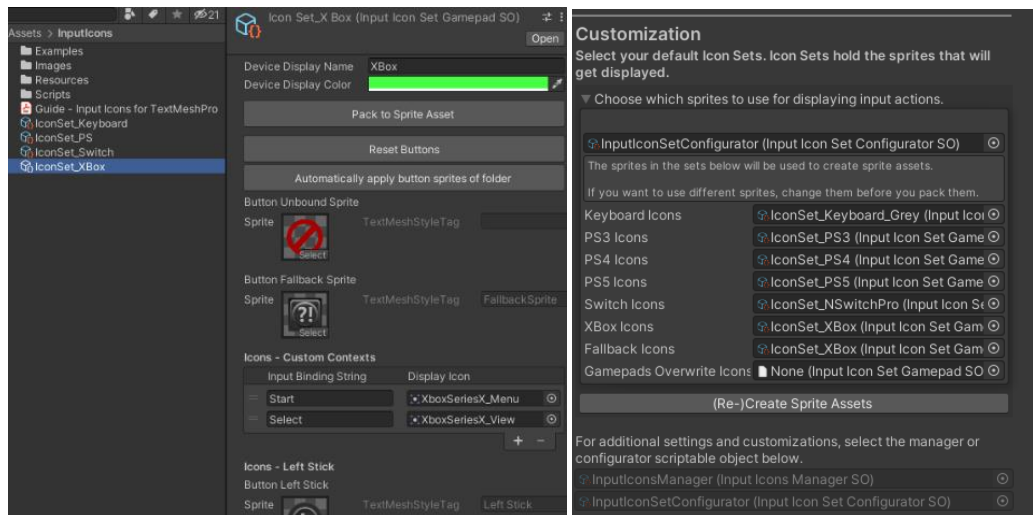 21
Assets > InputIcons
Examples
Images
Resources
Scripts
Guide - Input Icons for TextMeshPro
IconSet_Keyboard
IconSet_PS
IconSet_Switch
IconSet_XBox
Icon Set_X Box (Input Icon Set Gamepad SO)
Open
Device Display Name XBox
Device Display Color
Pack to Sprite Asset
Reset Buttons
Automatically apply button sprites of folder
Button Unbound Sprite
Sprite TextMeshStyleTag
Select
Button Fallback Sprite
Sprite TextMeshStyleTag FallbackSprite
?!
Select
Icons - Custom Contexts
Input Binding String Display Icon
Start XboxSeriesX_Menu
Select XboxSeriesX_View
+ -
Icons - Left Stick
Button Left Stick
Sprite TextMeshStyleTag Left Stick
Customization
Select your default Icon Sets. Icon Sets hold the sprites that will
get displayed.
Choose which sprites to use for displaying input actions.
InputIconSetConfigurator (Input Icon Set Configurator SO)
The sprites in the sets below will be used to create sprite assets.
If you want to use different sprites, change them before you pack them.
Keyboard Icons IconSet_Keyboard_Grey (Input Icon
PS3 Icons IconSet_PS3 (Input Icon Set Game
PS4 Icons IconSet_PS4 (Input Icon Set Game
PS5 Icons IconSet_PS5 (Input Icon Set Game
Switch Icons IconSet_NSwitchPro (Input Icon Se
XBox Icons IconSet_XBox (Input Icon Set Gam
Fallback Icons IconSet_XBox (Input Icon Set Gam
Gamepads Overwrite Icons None (Input Icon Set Gamepad SO
(Re-)Create Sprite Assets
For additional settings and customizations, select the manager or
configurator scriptable object below.
InputIconsManager (Input Icons Manager SO)
InputIconSetConfigurator (Input Icon Set Configurator SO)